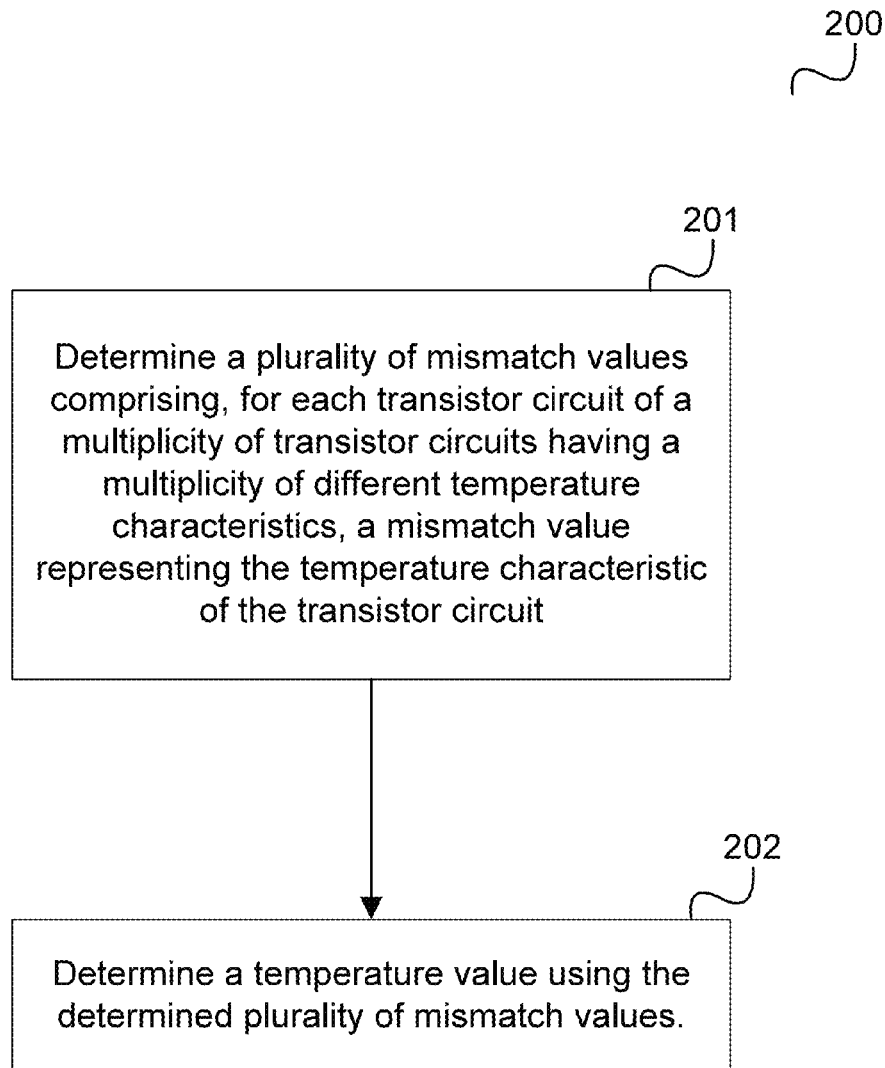 200
201
Determine a plurality of mismatch values
comprising, for each transistor circuit of a
multiplicity of transistor circuits having a
multiplicity of different temperature
characteristics, a mismatch value
representing the temperature characteristic
of the transistor circuit
202
Determine a temperature value using the
determined plurality of mismatch values.